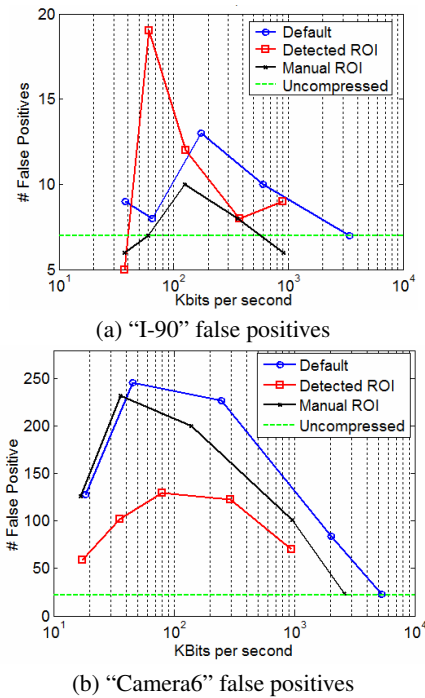 20
15
10
5
# False Positives
Default
Detected ROI
Manual ROI
Uncompressed
10^1 10^2 10^3 10^4
Kbits per second
(a) “I-90” false positives
250
200
150
100
50
0
# False Positive
Default
Detected ROI
Manual ROI
Uncompressed
10^1 10^2 10^3 10^4
KBits per second
(b) “Camera6” false positives